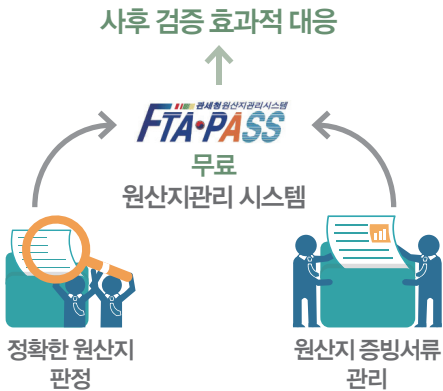 사후 검증 효과적 대응
관세청 원산지관리시스템
FTA·PASS
무료
원산지관리 시스템
정확한 원산지
판정
원산지 증빙서류
관리